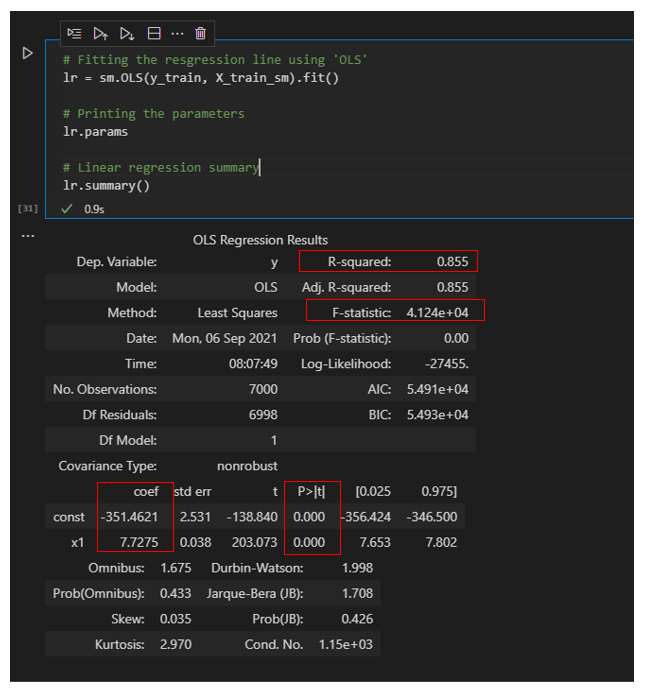 # Fitting the resgression line using 'OLS'
lr = sm.OLS(y_train, X_train_sm).fit()
# Printing the parameters
lr.params
# Linear regression summary
lr.summary()
[31]
0.9s
...
OLS Regression Results
Dep. Variable: y R-squared: 0.855
Model: OLS Adj. R-squared: 0.855
Method: Least Squares F-statistic: 4.124e+04
Date: Mon, 06 Sep 2021 Prob (F-statistic): 0.00
Time: 08:07:49 Log-Likelihood: -27455.
No. Observations: 7000 AIC: 5.491e+04
Df Residuals: 6998 BIC: 5.493e+04
Df Model: 1
Covariance Type: nonrobust
coef std err t P>|t| [0.025 0.975]
const -351.4621 2.531 -138.840 0.000 -356.424 -346.500
x1 7.7275 0.038 203.073 0.000 7.653 7.802
Omnibus: 1.675 Durbin-Watson: 1.998
Prob(Omnibus): 0.433 Jarque-Bera (JB): 1.708
Skew: 0.035 Prob(JB): 0.426
Kurtosis: 2.970 Cond. No. 1.15e+03